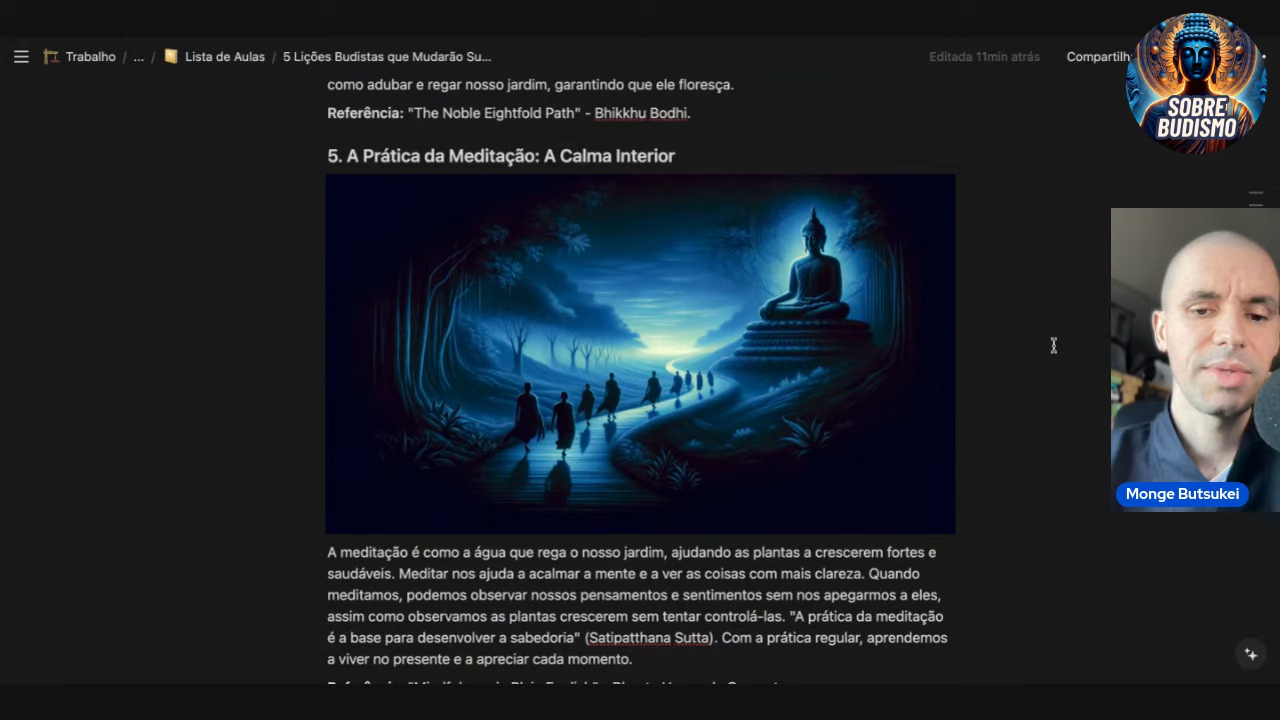 Trabalho / ... / Lista de Aulas / 5 Lições Budistas que Mudarão Su...
Editada 11min atrás
Compartilh
SOBRE
BUDISMO
como adubar e regar nosso jardim, garantindo que ele floresça.
Referência: "The Noble Eightfold Path" - Bhikkhu Bodhi.
5. A Prática da Meditação: A Calma Interior
Monge Butsukei
A meditação é como a água que rega o nosso jardim, ajudando as plantas a crescerem fortes e
saudáveis. Meditar nos ajuda a acalmar a mente e a ver as coisas com mais clareza. Quando
meditamos, podemos observar nossos pensamentos e sentimentos sem nos apegarmos a eles,
assim como observamos as plantas crescerem sem tentar controlá-las. "A prática da meditação
é a base para desenvolver a sabedoria" (Satipatthana Sutta). Com a prática regular, aprendemos
a viver no presente e a apreciar cada momento.